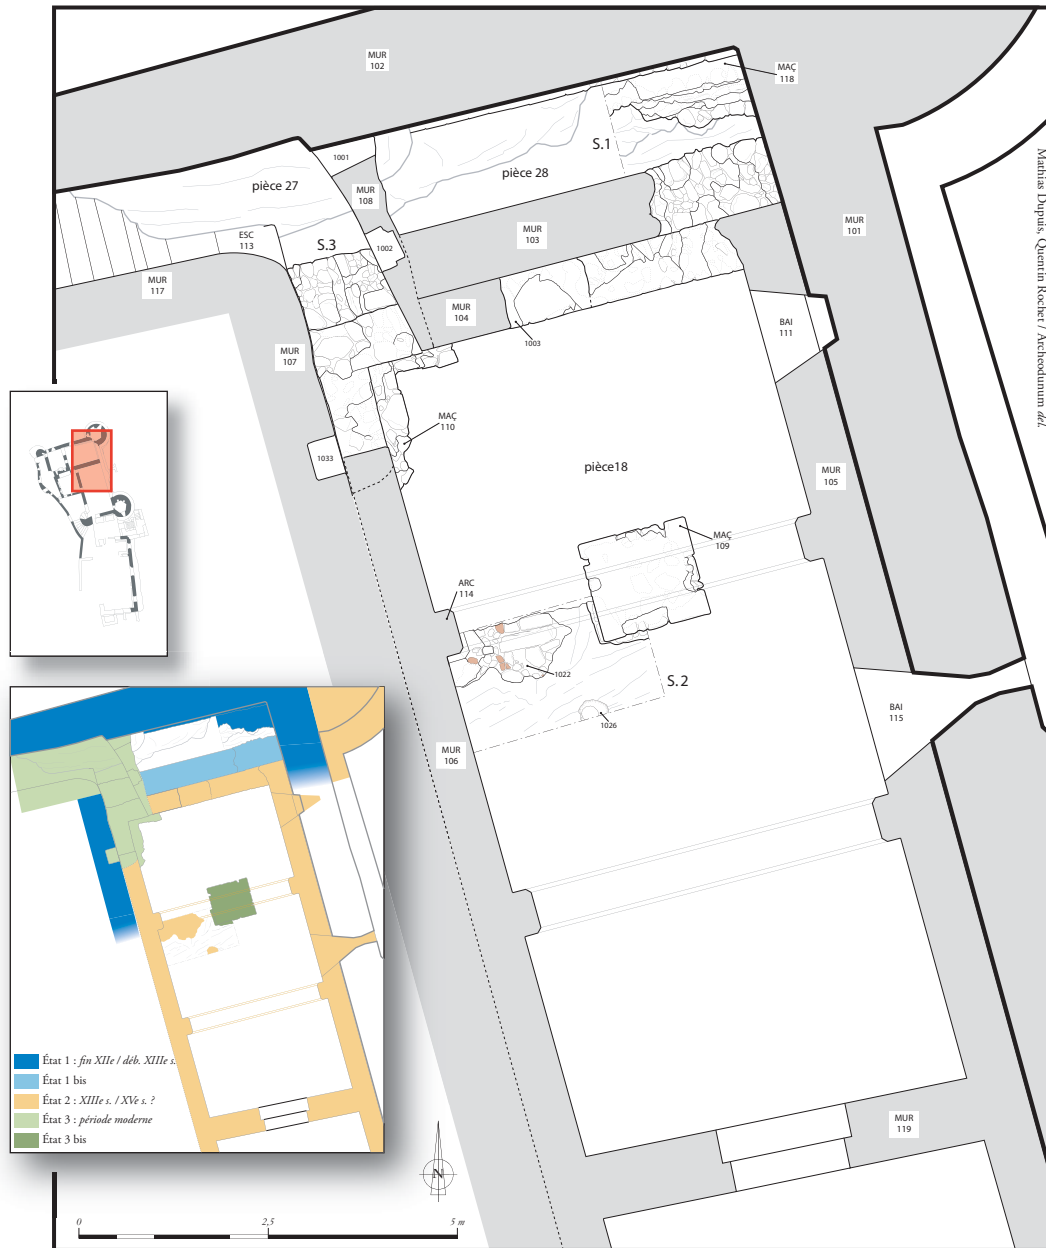 MUR
102
MAÇ
118
S.1
1001
pièce 27
pièce 28
MUR
108
Mathias Dupuis, Quentin Rochet / Archeodunum del.
MUR
101
ESC
113
S.3
1002
MUR
103
MUR
117
MUR
104
BAI
111
1003
MUR
107
MAÇ
110
1033
pièce18
MUR
105
MAÇ
109
ARC
114
1022
S.2
1026
BAI
115
MUR
106
État 1 : fin XIIe / déb. XIIIe s.
État 1 bis
État 2 : XIIIe s. / XVe s. ?
État 3 : période moderne
État 3 bis
MUR
119
N
0 2,5 5 m